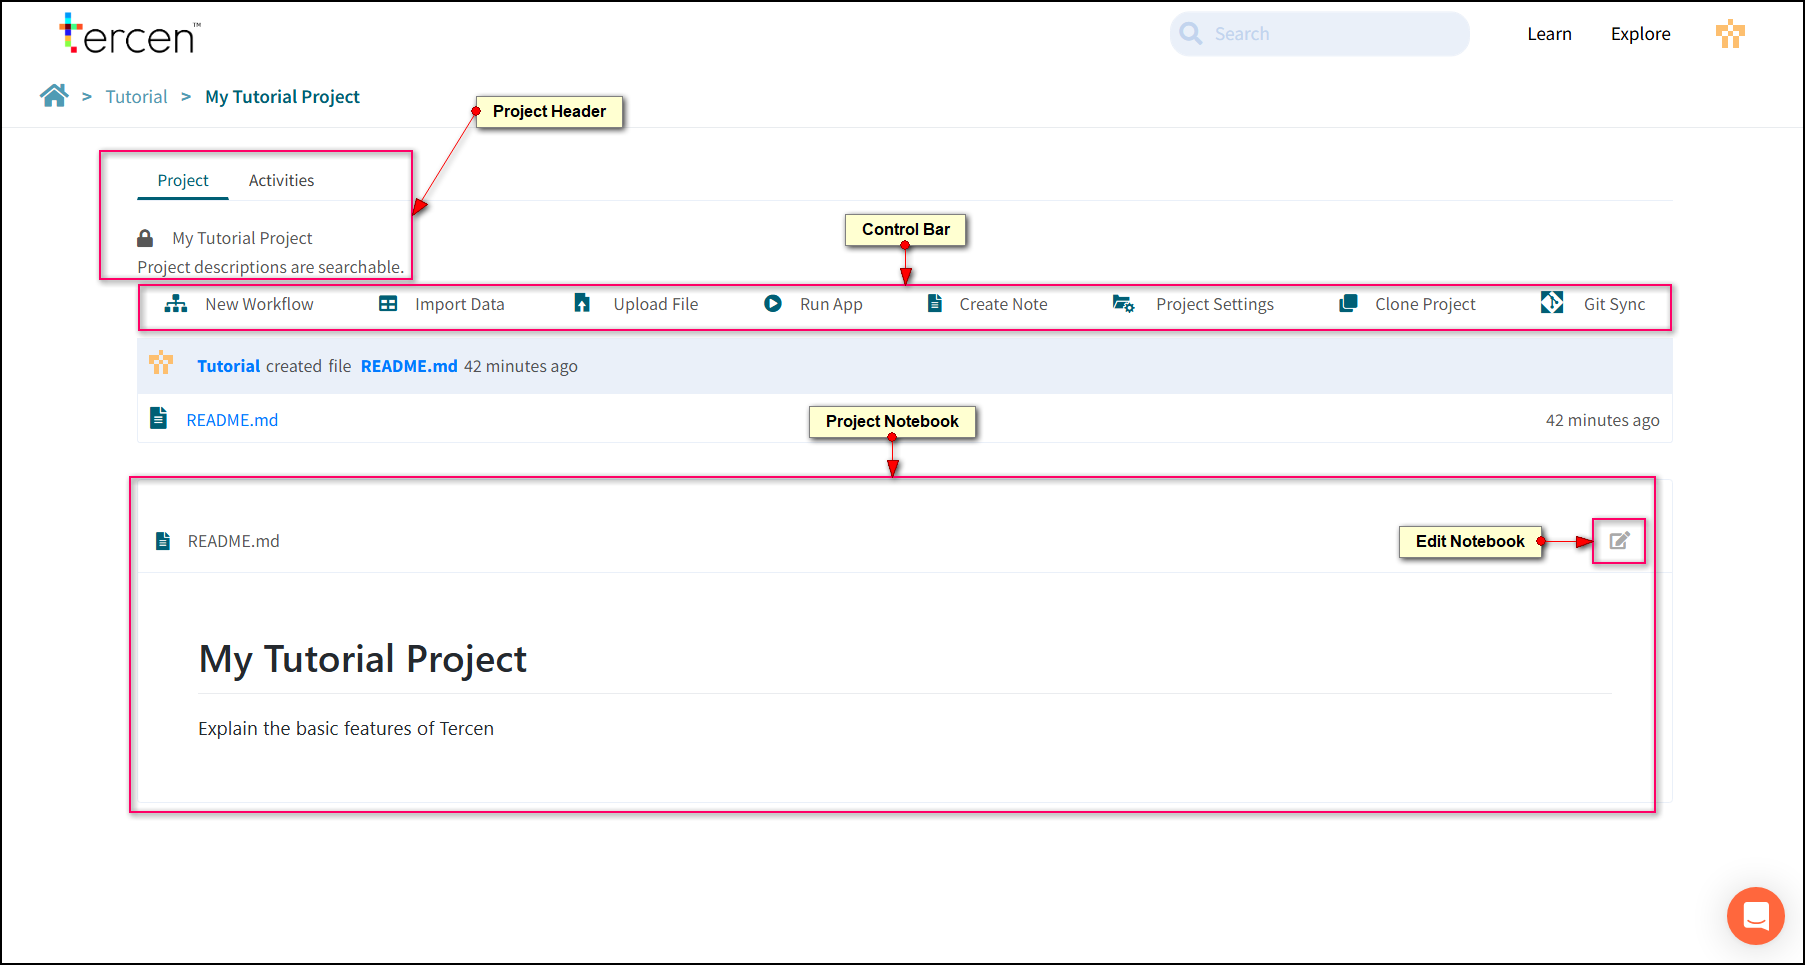 tercen™
Search
Learn
Explore
> Tutorial > My Tutorial Project
Project Header
Project Activities
My Tutorial Project
Project descriptions are searchable.
Control Bar
New Workflow Import Data Upload File Run App Create Note Project Settings Clone Project Git Sync
Tutorial created file README.md 42 minutes ago
README.md 42 minutes ago
Project Notebook
README.md
Edit Notebook
My Tutorial Project
Explain the basic features of Tercen